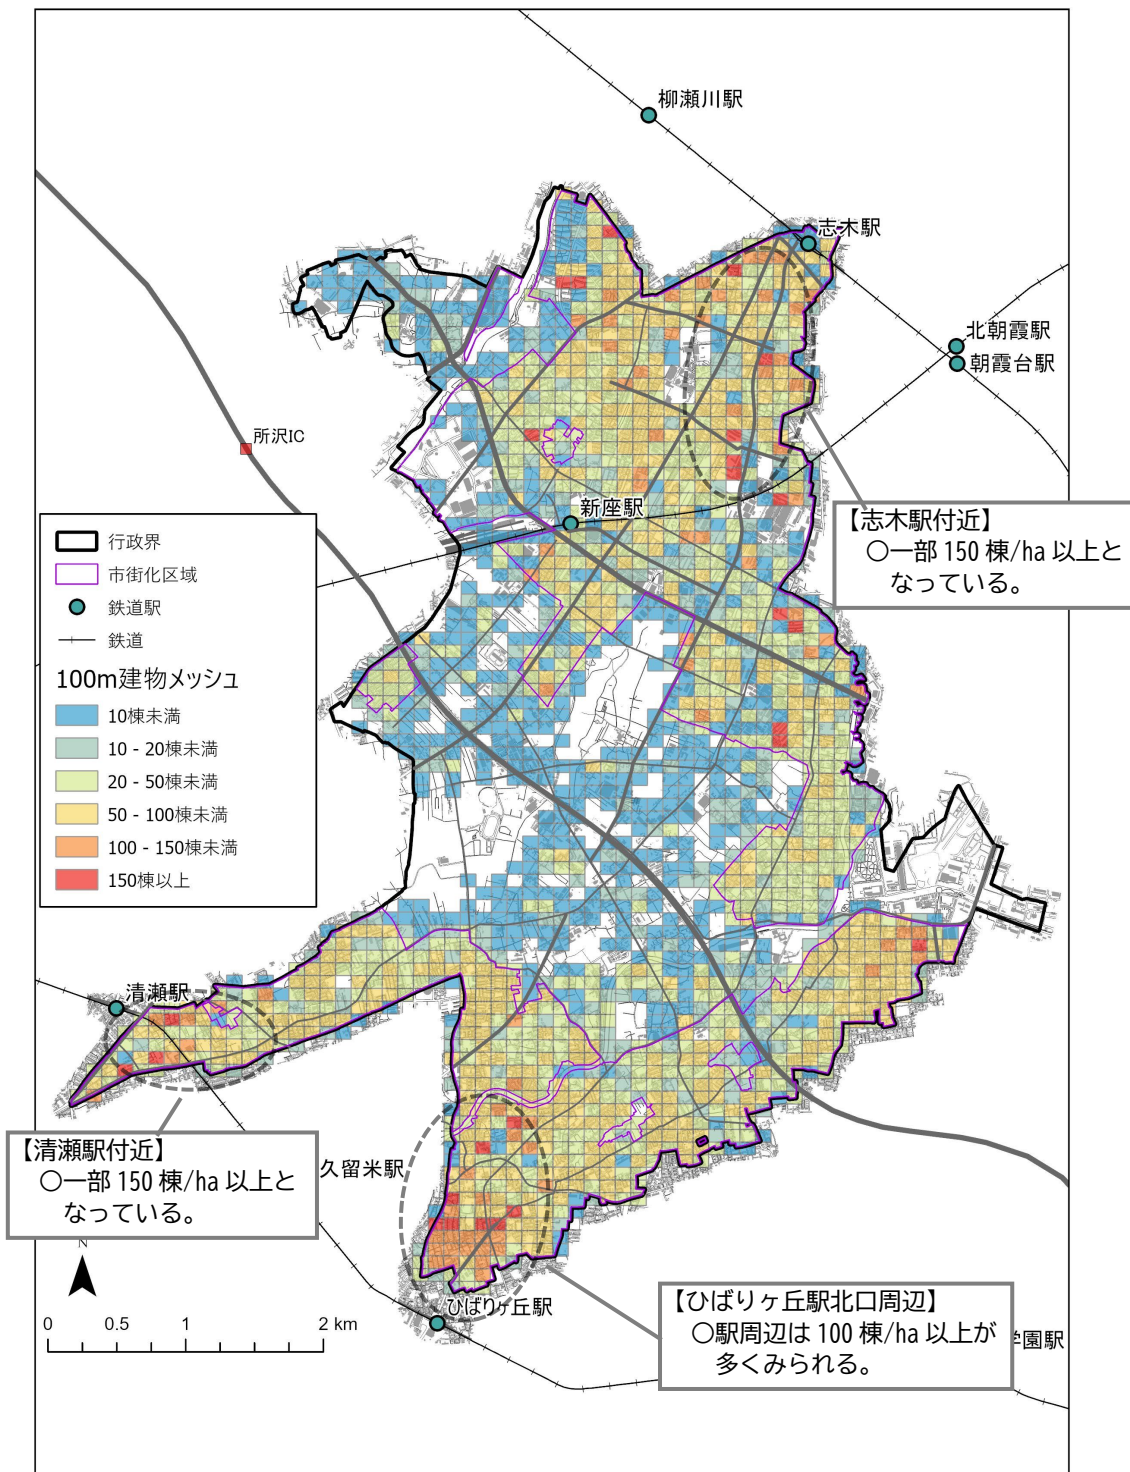 柳瀬川駅
志木駅
北朝霞駅
朝霞台駅
所沢IC
新座駅
【志木駅付近】
○一部 150 棟/ha 以上と
なっている。
行政界
市街化区域
鉄道駅
鉄道
100m建物メッシュ
10棟未満
10 - 20棟未満
20 - 50棟未満
50 - 100棟未満
100 - 150棟未満
150棟以上
清瀬駅
【清瀬駅付近】
○一部 150 棟/ha 以上と
なっている。
久留米駅
N
0 0.5 1 2 km
ひばりヶ丘駅
【ひばりヶ丘駅北口周辺】
○駅周辺は 100 棟/ha 以上が
多くみられる。
学園駅